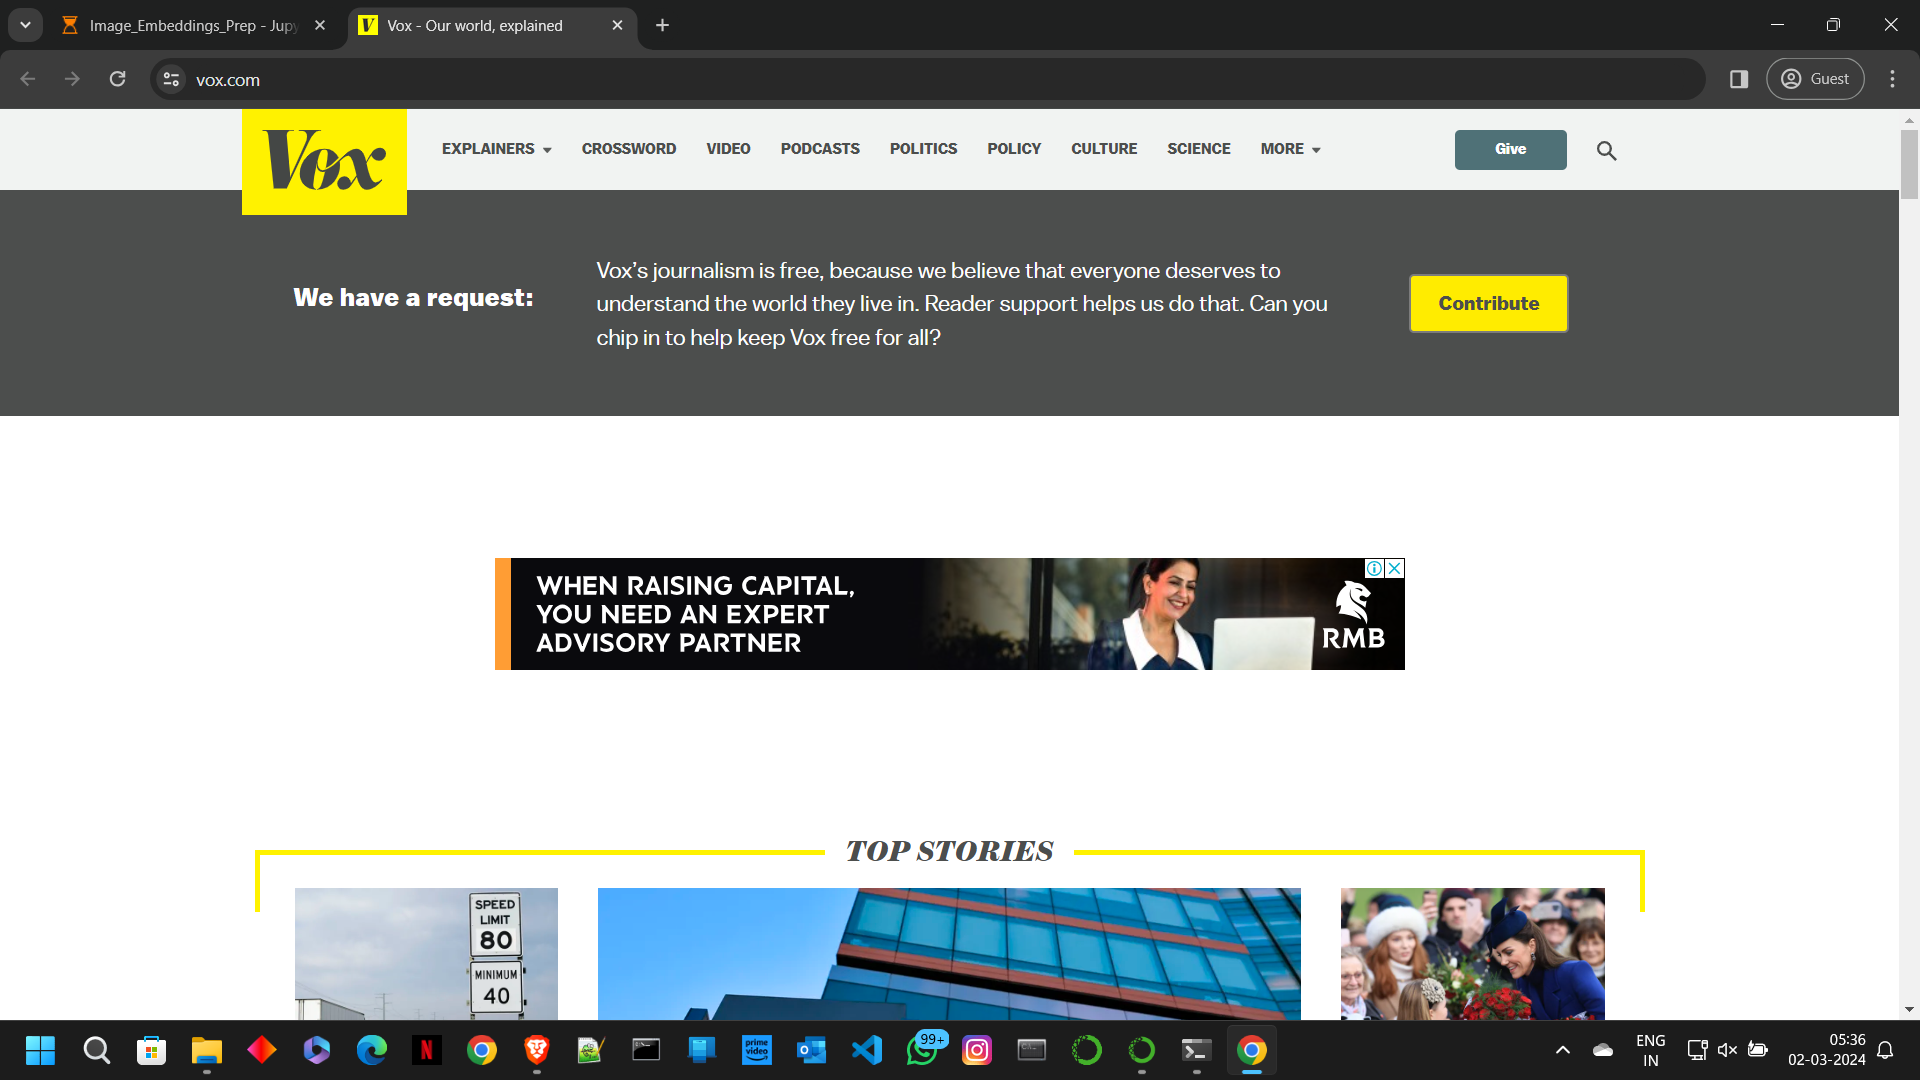 Image_Embeddings_Prep - Jupy
Vox - Our world, explained
vox.com
Guest
Vox
EXPLAINERS
CROSSWORD
VIDEO
PODCASTS
POLITICS
POLICY
CULTURE
SCIENCE
MORE
Give
We have a request:
Vox’s journalism is free, because we believe that everyone deserves to
understand the world they live in. Reader support helps us do that. Can you
chip in to help keep Vox free for all?
Contribute
WHEN RAISING CAPITAL,
YOU NEED AN EXPERT
ADVISORY PARTNER
RMB
TOP STORIES
SPEED
LIMIT
80
MINIMUM
40
prime
video
99+
ENG
IN
05:36
02-03-2024